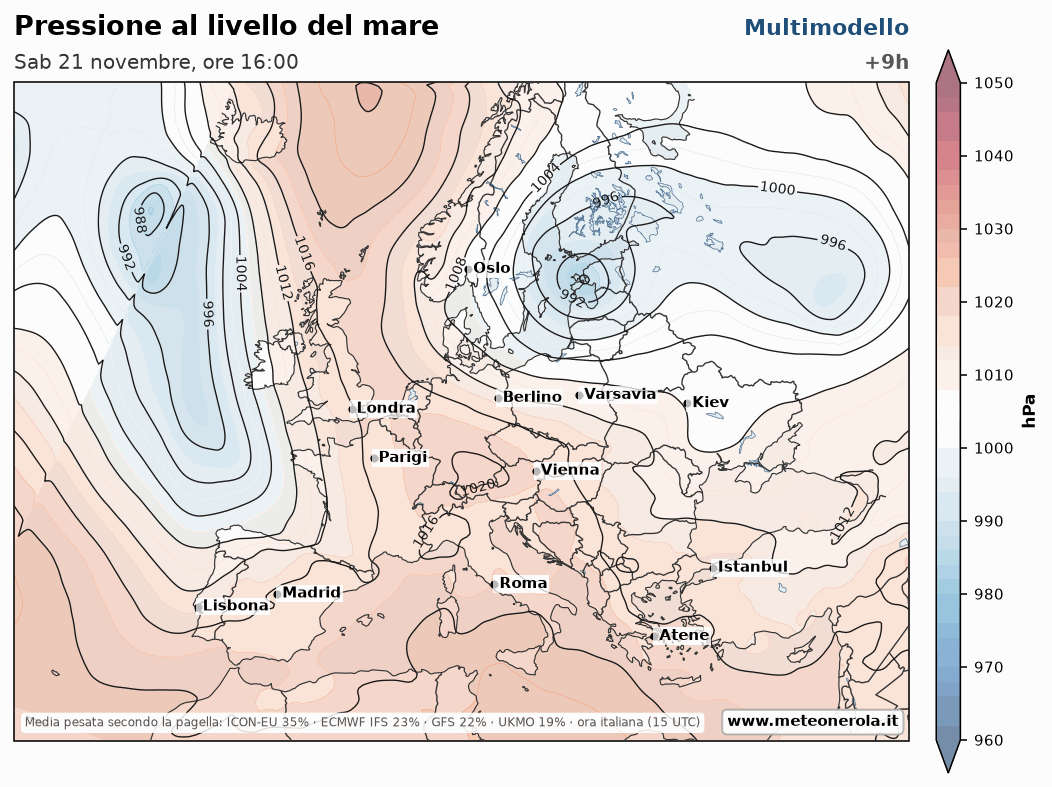 Pressione al livello del mare
Multimodello
Sab 21 novembre, ore 16:00
+9h
1050
1040
1030
1020
1010
1000
990
980
970
960
hPa
1004
1000
996
996
988
992
1016
1012
1004
996
1008
Oslo
982
Londra
Berlino
Varsavia
Kiev
Parigi
Vienna
1020
1016
1012
Lisbona
Madrid
Roma
Istanbul
Atene
Media pesata secondo la pagella: ICON-EU 35% · ECMWF IFS 23% · GFS 22% · UKMO 19% · ora italiana (15 UTC)
www.meteonerola.it